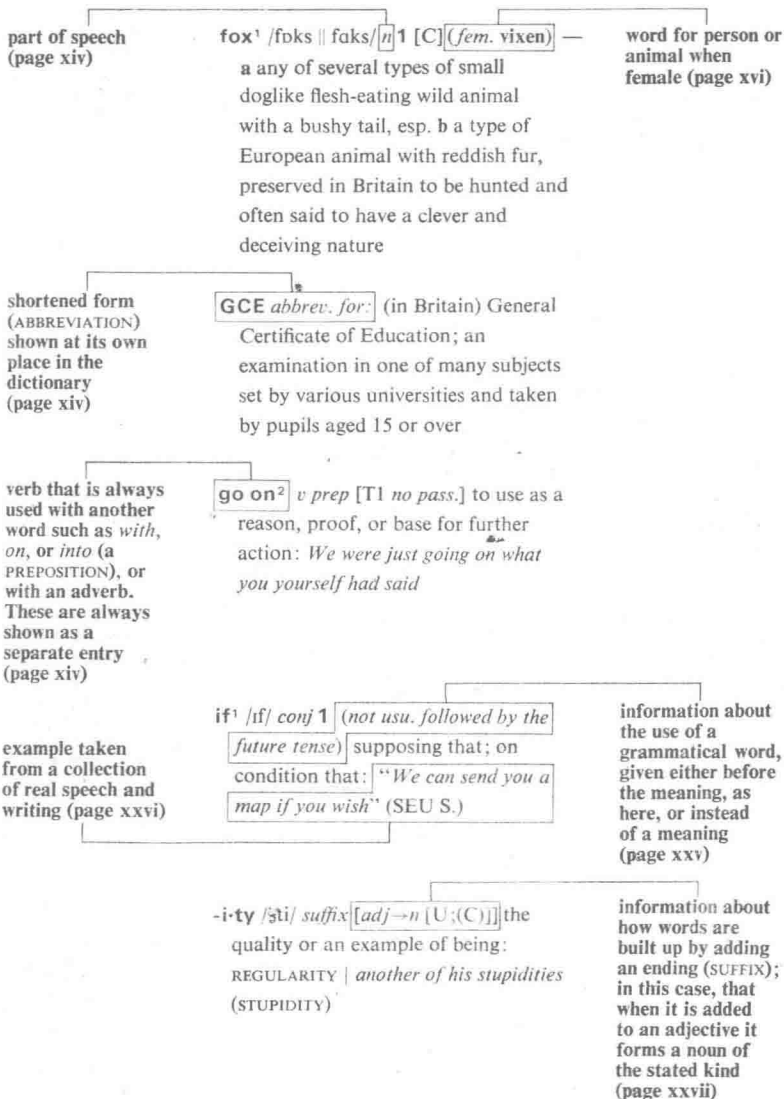 part of speech
(page xiv)
fox¹ /fɒks ‖ fɑks/ n 1 [C] (fem. vixen) —
a any of several types of small
doglike flesh-eating wild animal
with a bushy tail, esp. b a type of
European animal with reddish fur,
preserved in Britain to be hunted and
often said to have a clever and
deceiving nature
word for person or
animal when
female (page xvi)
shortened form
(ABBREVIATION)
shown at its own
place in the
dictionary
(page xiv)
GCE abbrev. for: (in Britain) General
Certificate of Education; an
examination in one of many subjects
set by various universities and taken
by pupils aged 15 or over
verb that is always
used with another
word such as with,
on, or into (a
PREPOSITION), or
with an adverb.
These are always
shown as a
separate entry
(page xiv)
go on² v prep [T1 no pass.] to use as a
reason, proof, or base for further
action: We were just going on what
you yourself had said
example taken
from a collection
of real speech and
writing (page xxvi)
if¹ /ɪf/ conj 1 (not usu. followed by the
future tense) supposing that; on
condition that: "We can send you a
map if you wish" (SEU S.)
information about
the use of a
grammatical word,
given either before
the meaning, as
here, or instead
of a meaning
(page xxv)
-i·ty suffix [adj→n [U;(C)]] the
quality or an example of being:
REGULARITY | another of his stupidities
(STUPIDITY)
information about
how words are
built up by adding
an ending (SUFFIX);
in this case, that
when it is added
to an adjective it
forms a noun of
the stated kind
(page xxvii)